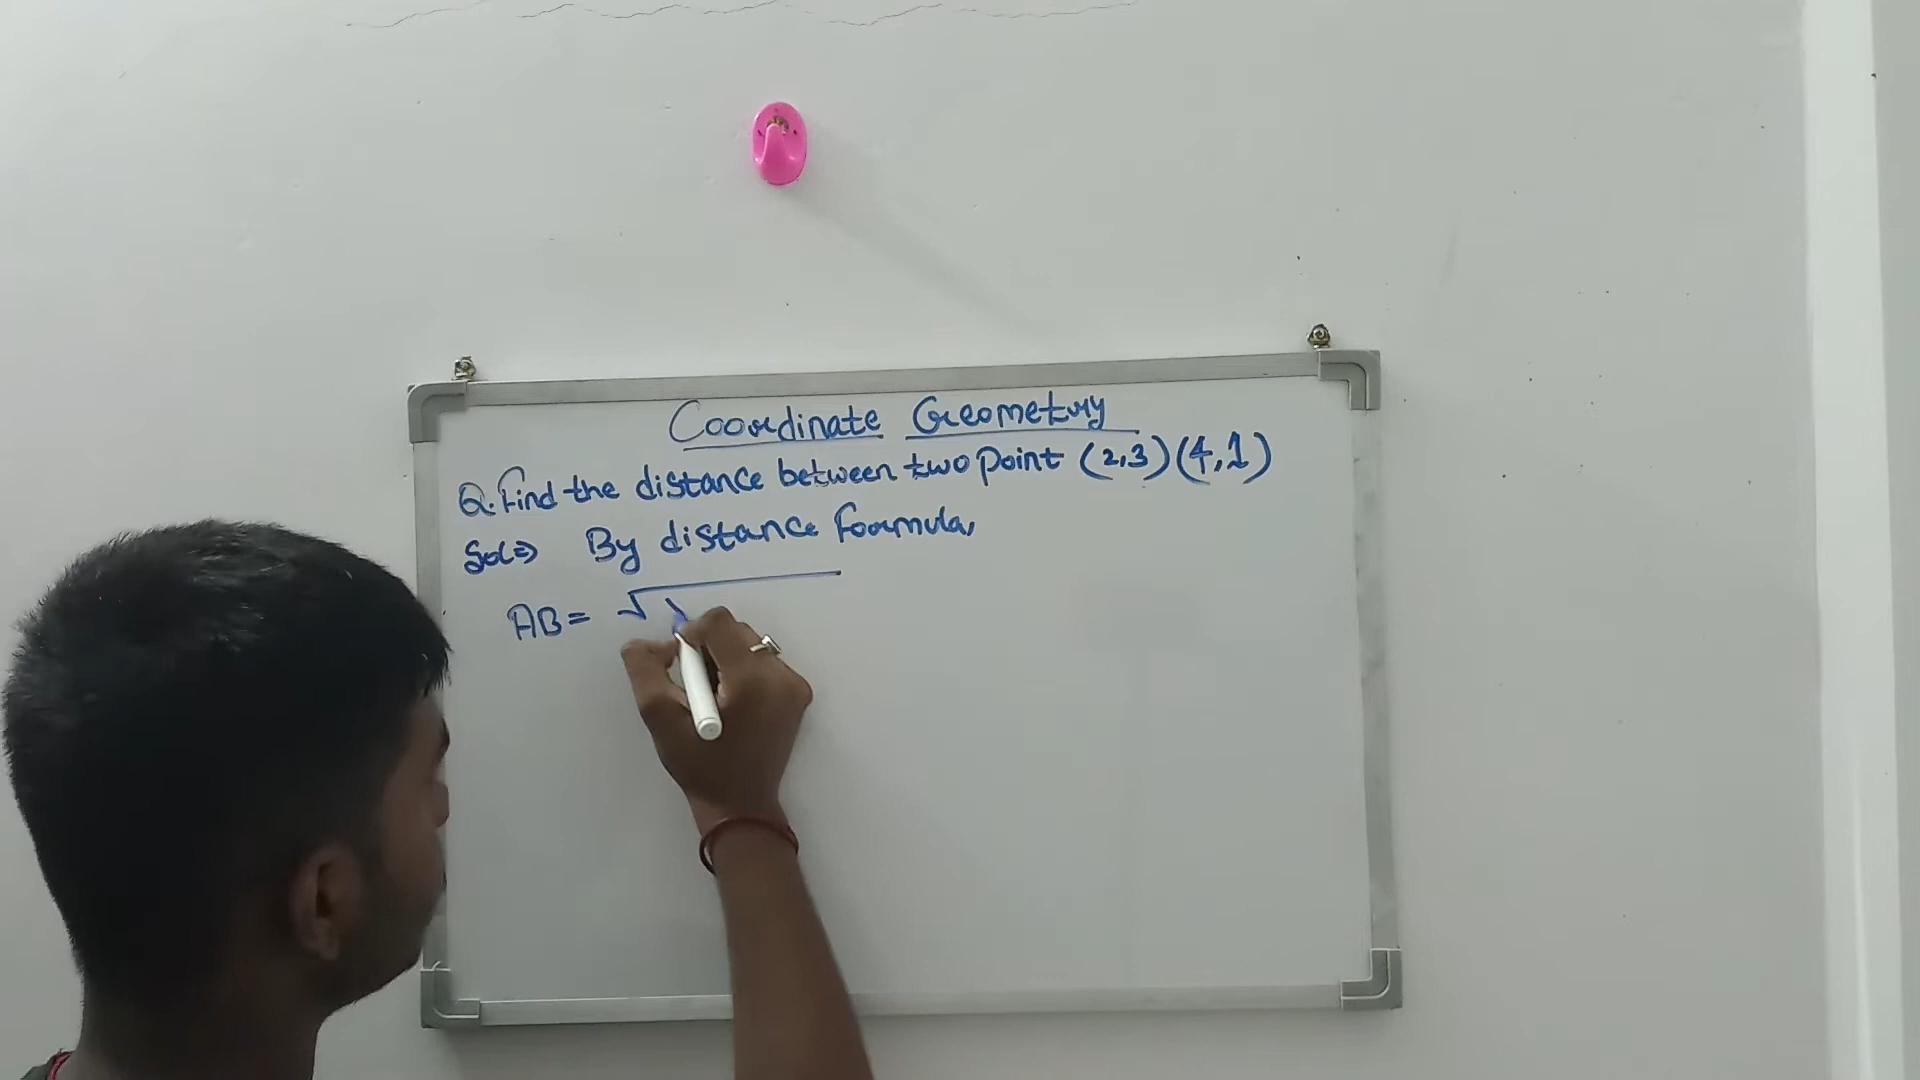 Coordinate Geometry
Q. Find the distance between two point (2,3)(4,1)
Sol⇒ By distance formula,
AB= √